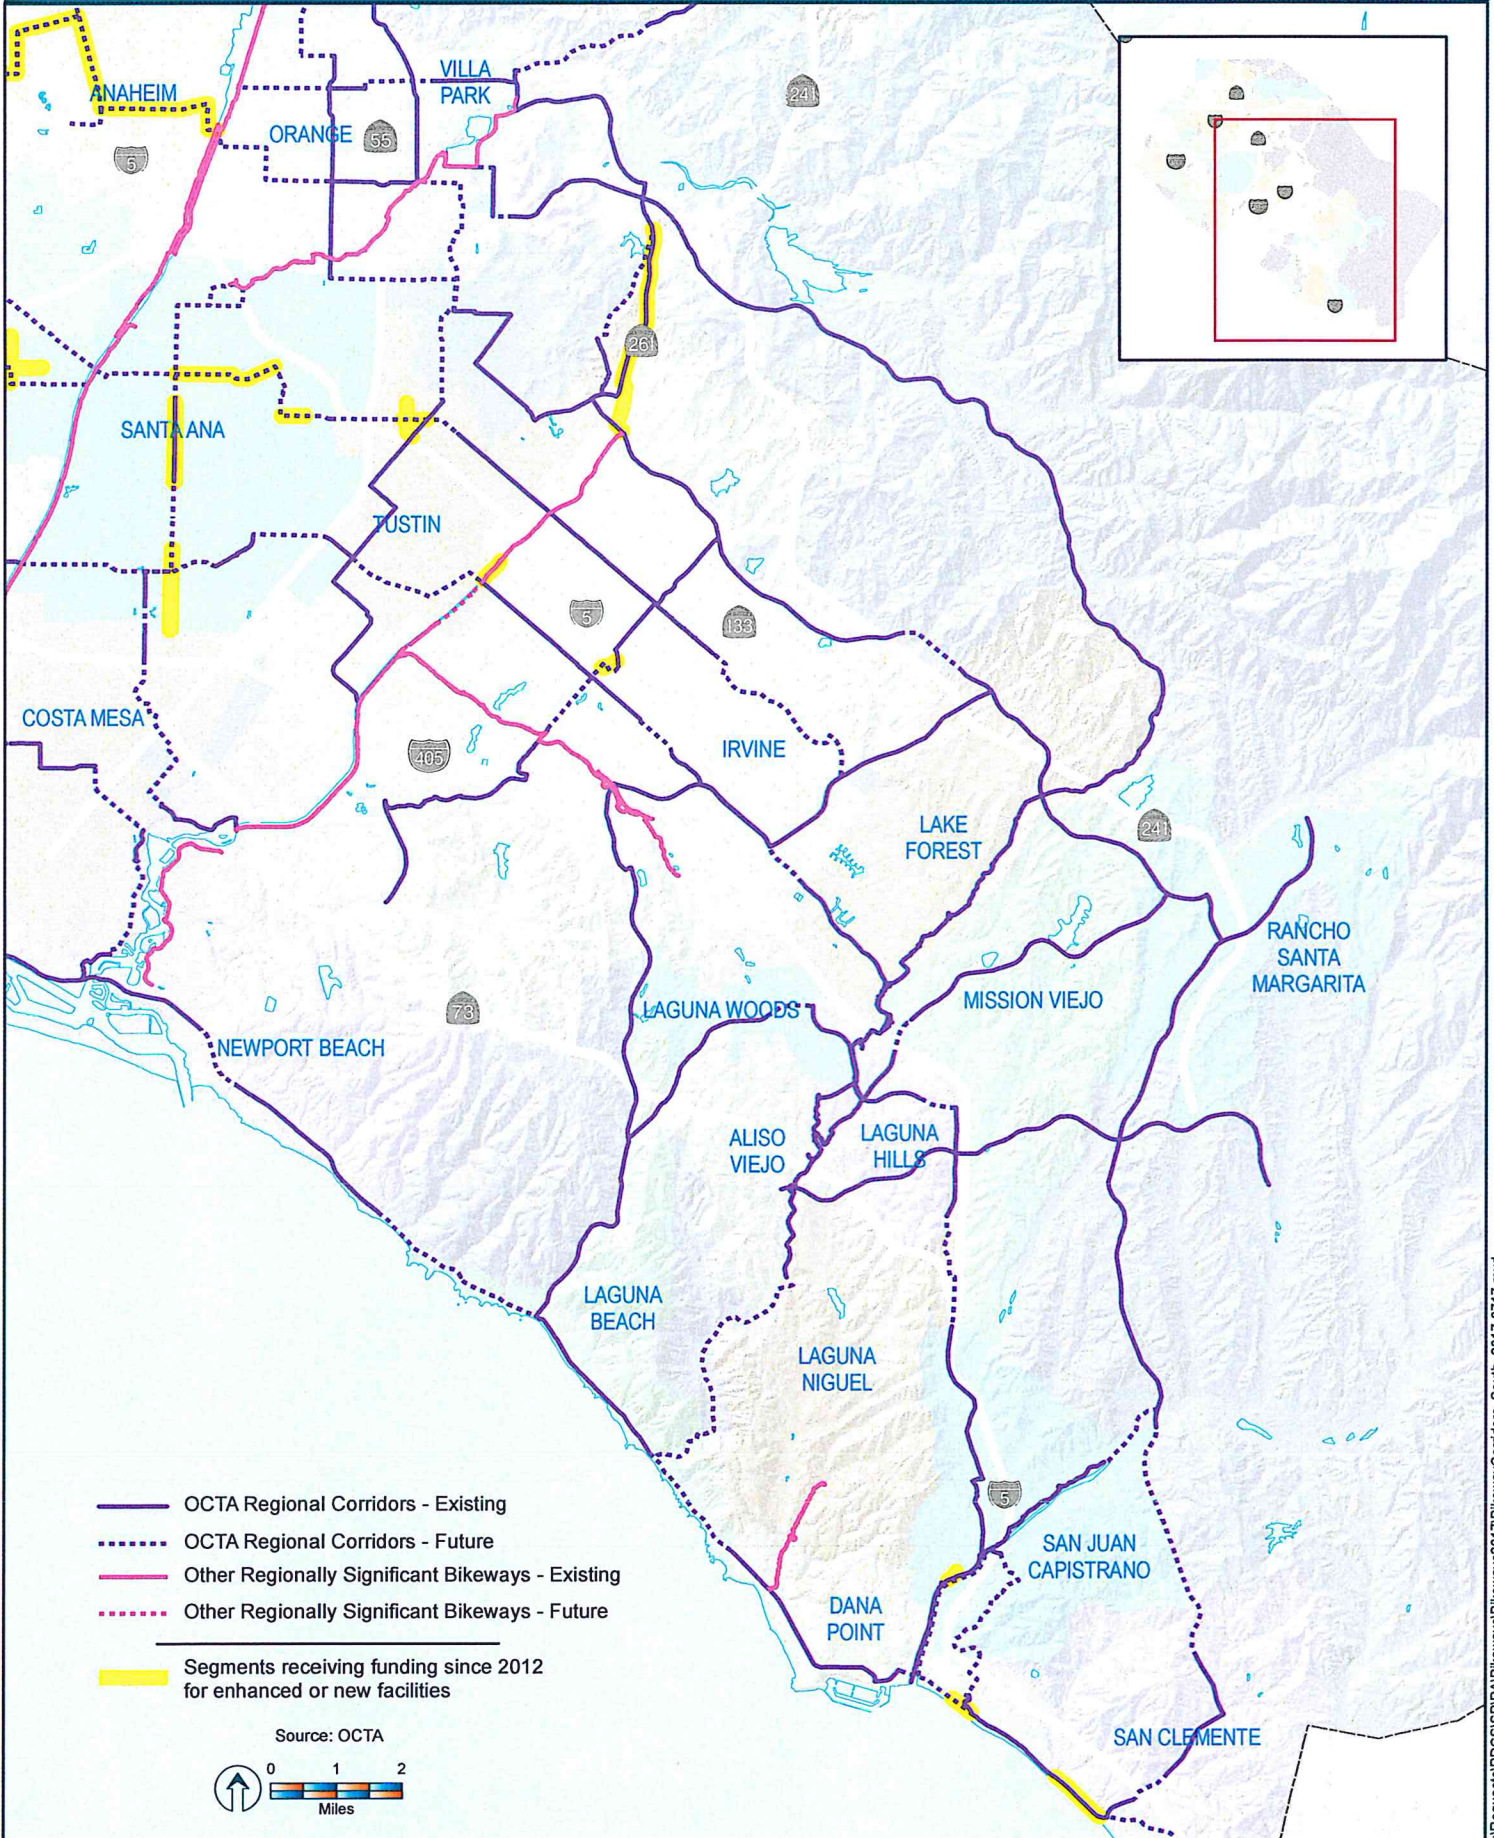 VILLA
PARK
241
ANAHEIM
ORANGE
55
5
261
SANTA ANA
TUSTIN
5
133
COSTA MESA
405
IRVINE
LAKE
FOREST
241
RANCHO
SANTA
MARGARITA
MISSION VIEJO
LAGUNA WOODS
73
NEWPORT BEACH
ALISO
VIEJO
LAGUNA
HILLS
LAGUNA
BEACH
LAGUNA
NIGUEL
5
SAN JUAN
CAPISTRANO
DANA
POINT
SAN CLEMENTE
OCTA Regional Corridors - Existing
OCTA Regional Corridors - Future
Other Regionally Significant Bikeways - Existing
Other Regionally Significant Bikeways - Future
Segments receiving funding since 2012
for enhanced or new facilities
Source: OCTA
0 1 2
Miles